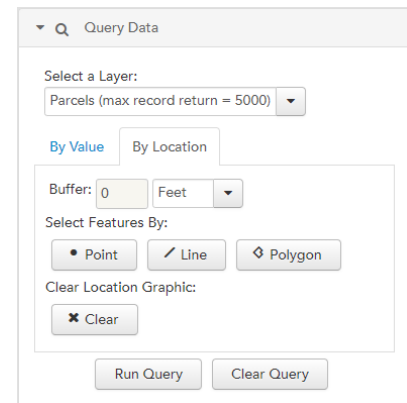 Query Data
Select a Layer:
Parcels (max record return = 5000)
By Value By Location
Buffer: 0 Feet
Select Features By:
Point Line Polygon
Clear Location Graphic:
Clear
Run Query Clear Query